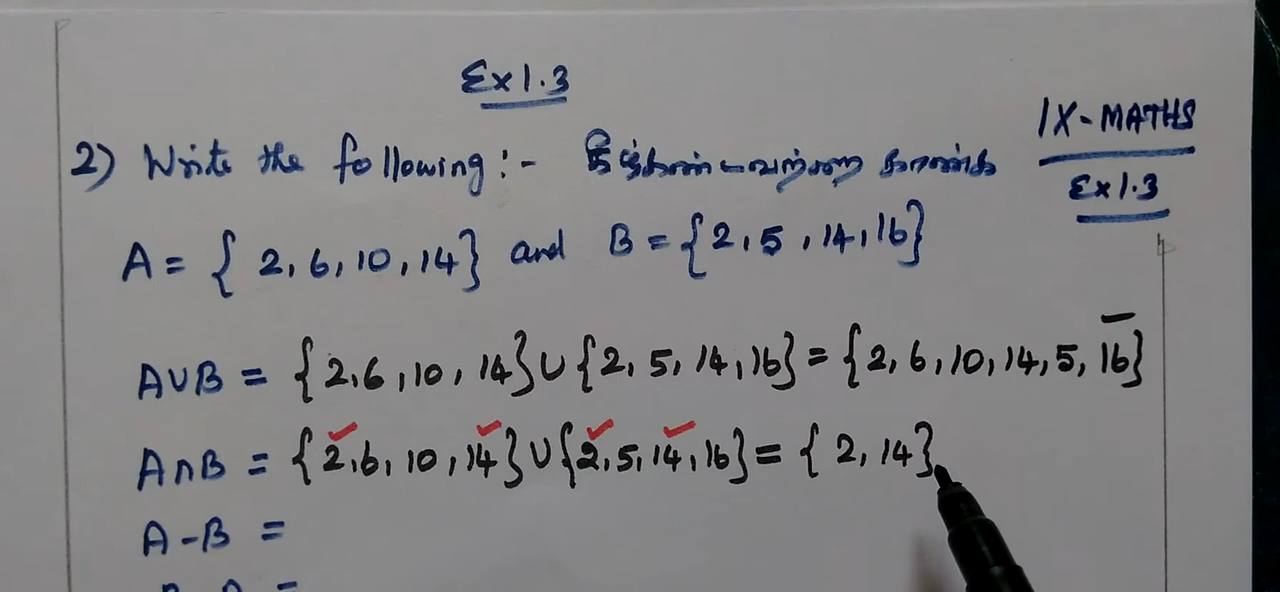 Ex 1.3
IX - MATHS
Ex 1.3
2) Write the following :- காண்க
A = { 2, 6, 10, 14} and B = {2, 5, 14, 16}
A∪B = {2, 6, 10, 14} ∪ {2, 5, 14, 16} = {2, 6, 10, 14, 5, 16}
A∩B = {2, 6, 10, 14} ∪ {2, 5, 14, 16} = { 2, 14}
A - B =